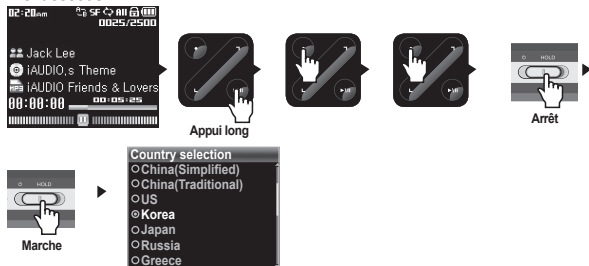 02:20am A-B SF All
0025/2500
Jack Lee
iAUDIO,s Theme
iAUDIO Friends & Lovers
00:00:00 00:05:25
Appui long
HOLD
Arrêt
HOLD
Marche
Country selection
China(Simplified)
China(Traditional)
US
Korea
Japan
Russia
Greece